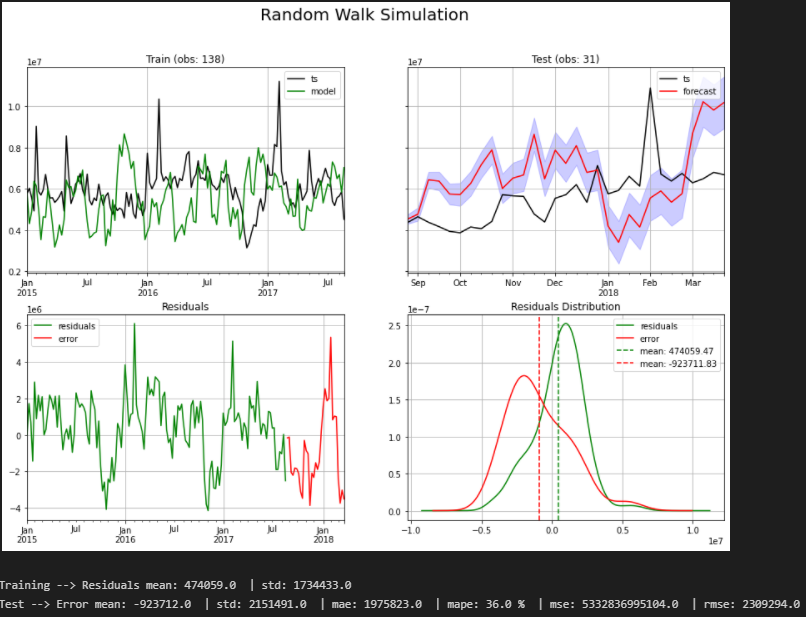 Random Walk Simulation
Train (obs: 138)
1e7
ts
model
1.0
0.8
0.6
0.4
0.2
Jan
2015
Jul
2016
Jul
2017
Jul
Test (obs: 31)
1e7
ts
forecast
Sep
Oct
Nov
Dec
Jan
2018
Feb
Mar
Residuals
1e6
residuals
error
6
4
2
0
−2
−4
Jan
2015
Jul
Jan
2016
Jul
Jan
2017
Jul
Jan
2018
Residuals Distribution
1e−7
residuals
error
mean: 474059.47
mean: -923711.83
2.5
2.0
1.5
1.0
0.5
0.0
−1.0
−0.5
0.0
0.5
1.0
1e7
Training --> Residuals mean: 474059.0 | std: 1734433.0
Test --> Error mean: -923712.0 | std: 2151491.0 | mae: 1975823.0 | mape: 36.0 % | mse: 5332836995104.0 | rmse: 2309294.0